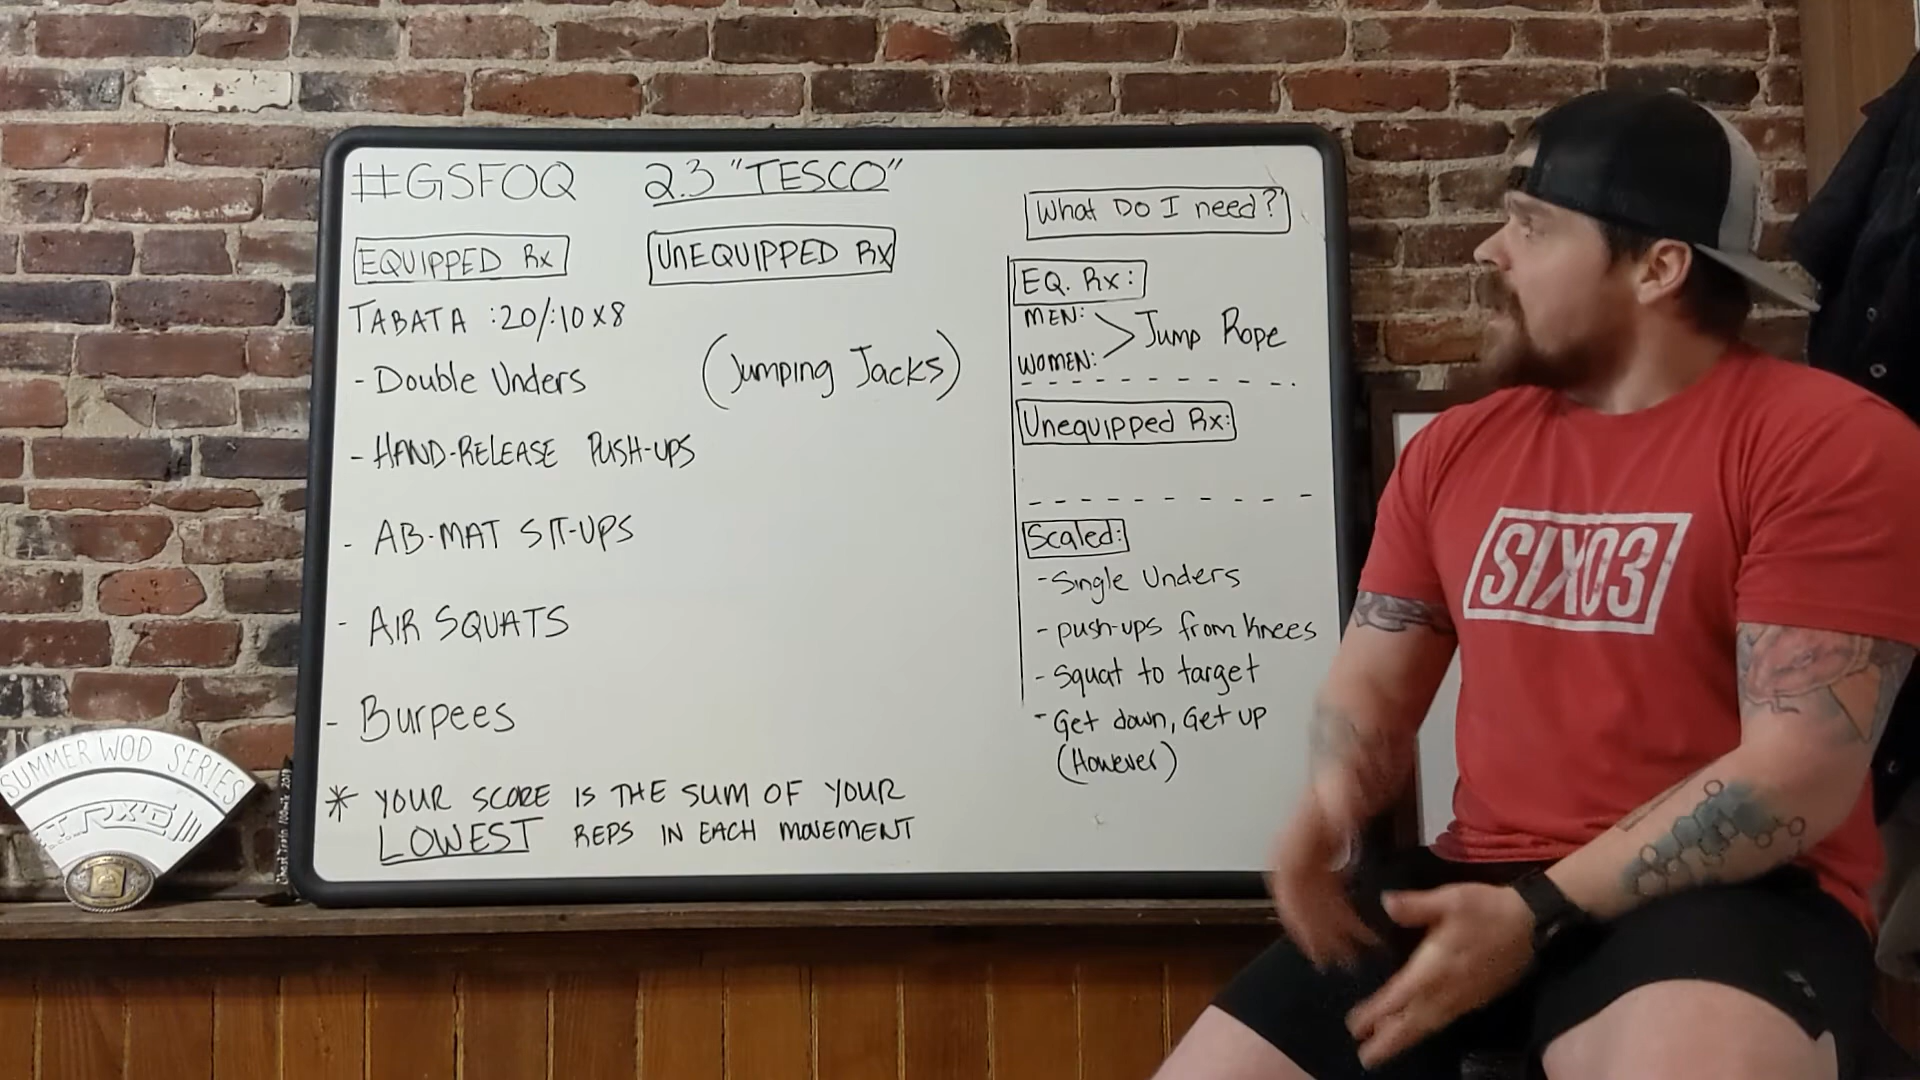 #GSFOQ 2.3 "TESCO"
EQUIPPED Rx
UNEQUIPPED RX
TABATA :20/:10 x 8
- Double Unders
(Jumping Jacks)
- HAND-RELEASE PUSH-UPS
- AB-MAT SIT-UPS
- AIR SQUATS
- Burpees
* YOUR SCORE IS THE SUM OF YOUR
LOWEST REPS IN EACH MOVEMENT
What Do I need?
EQ. Rx:
MEN:
WOMEN:
Jump Rope
Unequipped Rx:
Scaled:
- Single Unders
- push-ups from knees
- Squat to target
- Get down, Get up
(However)
SIX03
SUMMER WOD SERIES